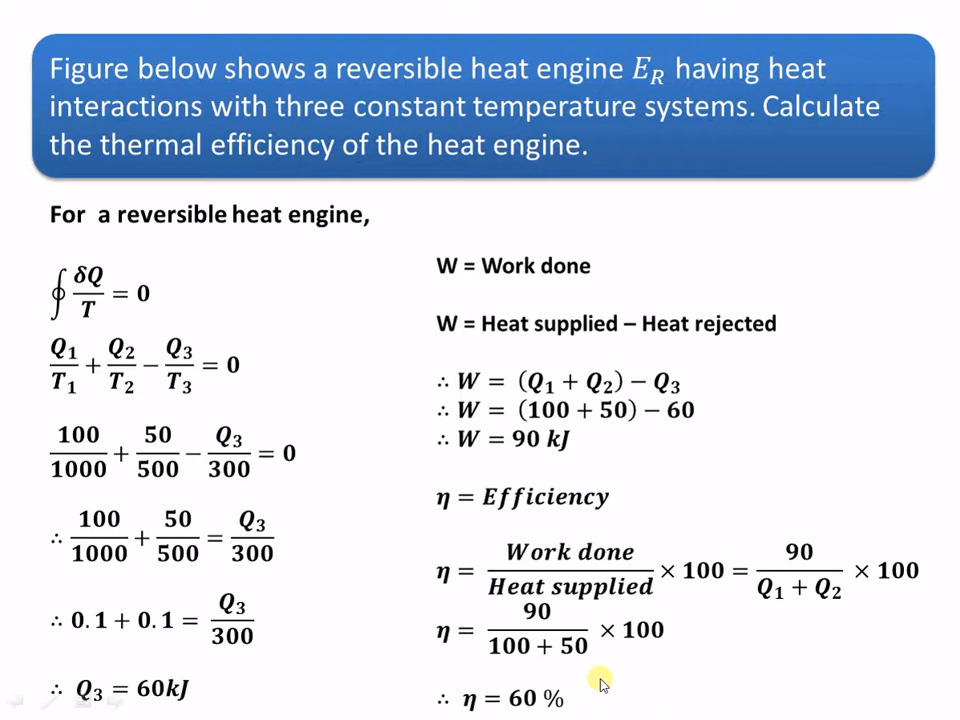 Figure below shows a reversible heat engine E_R having heat
interactions with three constant temperature systems. Calculate
the thermal efficiency of the heat engine.
For a reversible heat engine,
∮ δQ/T = 0
Q₁/T₁ + Q₂/T₂ − Q₃/T₃ = 0
100/1000 + 50/500 − Q₃/300 = 0
∴ 100/1000 + 50/500 = Q₃/300
∴ 0.1 + 0.1 = Q₃/300
∴ Q₃ = 60kJ
W = Work done
W = Heat supplied – Heat rejected
∴ W = (Q₁ + Q₂) − Q₃
∴ W = (100 + 50) − 60
∴ W = 90 kJ
η = Efficiency
η = Work done/Heat supplied × 100 = 90/Q₁ + Q₂ × 100
η = 90/100 + 50 × 100
∴ η = 60 %